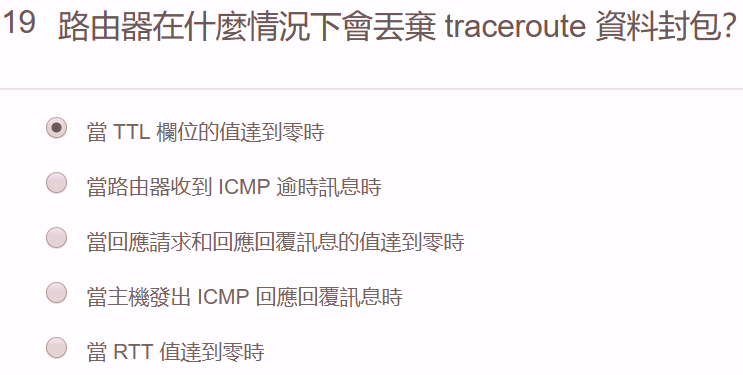 19 路由器在什麼情況下會丟棄 traceroute 資料封包?
當 TTL 欄位的值達到零時
當路由器收到 ICMP 逾時訊息時
當回應請求和回應回覆訊息的值達到零時
當主機發出 ICMP 回應回覆訊息時
當 RTT 值達到零時